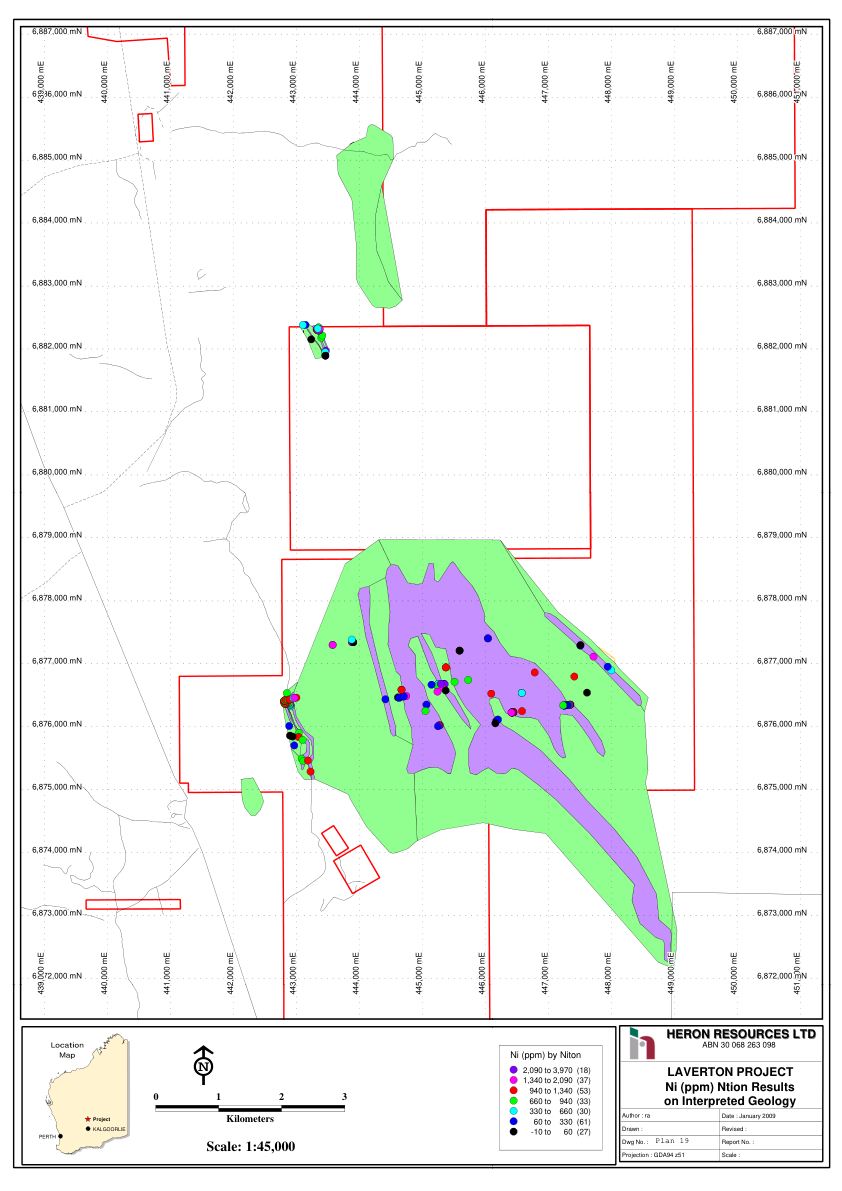 6,887,000 mN
6,887,000 mN
439,000 mE
440,000 mE
441,000 mE
442,000 mE
443,000 mE
444,000 mE
445,000 mE
446,000 mE
447,000 mE
448,000 mE
449,000 mE
450,000 mE
451,000 mE
6,886,000 mN
6,886,000 mN
6,885,000 mN
6,885,000 mN
6,884,000 mN
6,884,000 mN
6,883,000 mN
6,883,000 mN
6,882,000 mN
6,882,000 mN
6,881,000 mN
6,881,000 mN
6,880,000 mN
6,880,000 mN
6,879,000 mN
6,879,000 mN
6,878,000 mN
6,878,000 mN
6,877,000 mN
6,877,000 mN
6,876,000 mN
6,876,000 mN
6,875,000 mN
6,875,000 mN
6,874,000 mN
6,874,000 mN
6,873,000 mN
6,873,000 mN
6,872,000 mN
6,872,000 mN
439,000 mE
440,000 mE
441,000 mE
442,000 mE
443,000 mE
444,000 mE
445,000 mE
446,000 mE
447,000 mE
448,000 mE
449,000 mE
450,000 mE
451,000 mE
Location
Map
Project
KALGOORLIE
PERTH
N
0 1 2 3
Kilometers
Scale: 1:45,000
Ni (ppm) by Niton
2,090 to 3,970 (18)
1,340 to 2,090 (37)
940 to 1,340 (53)
660 to 940 (33)
330 to 660 (30)
60 to 330 (61)
-10 to 60 (27)
HERON RESOURCES LTD
ABN 30 068 263 098
LAVERTON PROJECT
Ni (ppm) Ntion Results
on Interpreted Geology
Author : ra
Date : January 2009
Drawn :
Revised :
Dwg No. : Plan 19
Report No. :
Projection : GDA94 z51
Scale :